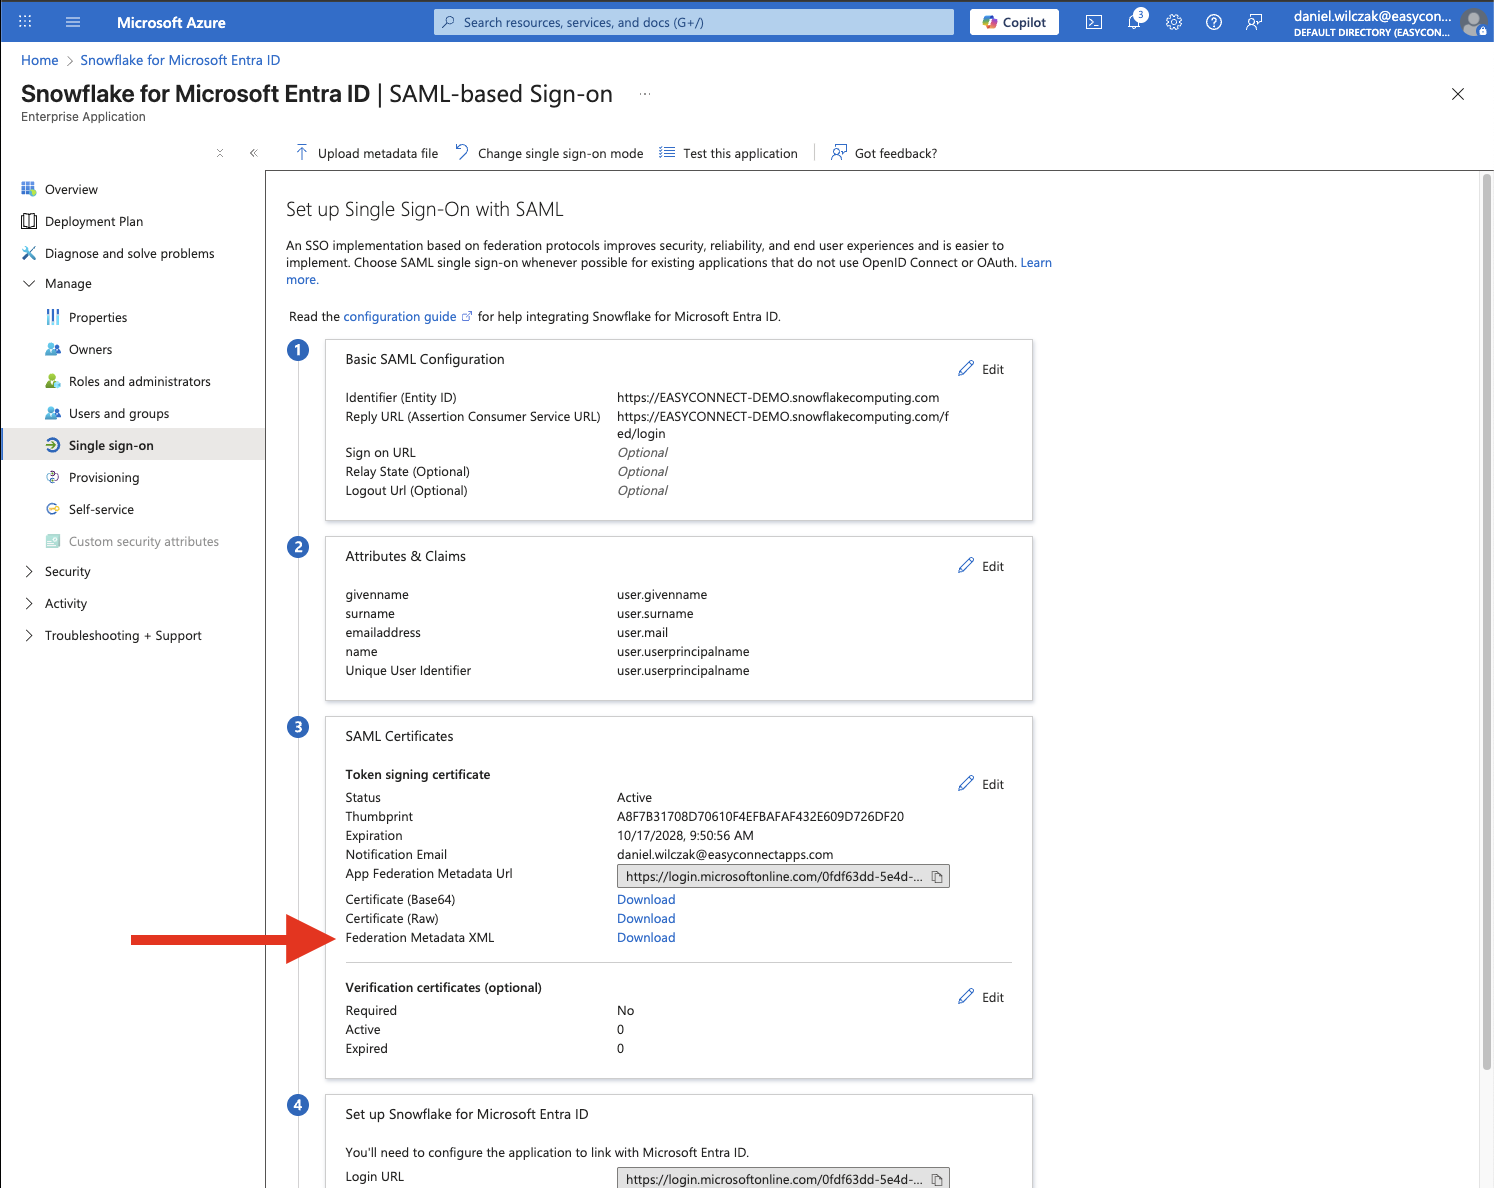 Microsoft Azure
Search resources, services, and docs (G+/)
Copilot
3
daniel.wilczak@easycon...
DEFAULT DIRECTORY (EASYCON...
Home > Snowflake for Microsoft Entra ID
Snowflake for Microsoft Entra ID | SAML-based Sign-on ...
Enterprise Application
Upload metadata file
Change single sign-on mode
Test this application
Got feedback?
Overview
Deployment Plan
Diagnose and solve problems
Manage
Properties
Owners
Roles and administrators
Users and groups
Single sign-on
Provisioning
Self-service
Custom security attributes
Security
Activity
Troubleshooting + Support
Set up Single Sign-On with SAML
An SSO implementation based on federation protocols improves security, reliability, and end user experiences and is easier to
implement. Choose SAML single sign-on whenever possible for existing applications that do not use OpenID Connect or OAuth. Learn
more.
Read the configuration guide for help integrating Snowflake for Microsoft Entra ID.
1
Basic SAML Configuration
Edit
Identifier (Entity ID) https://EASYCONNECT-DEMO.snowflakecomputing.com
Reply URL (Assertion Consumer Service URL) https://EASYCONNECT-DEMO.snowflakecomputing.com/f
ed/login
Sign on URL Optional
Relay State (Optional) Optional
Logout Url (Optional) Optional
2
Attributes & Claims
Edit
givenname user.givenname
surname user.surname
emailaddress user.mail
name user.userprincipalname
Unique User Identifier user.userprincipalname
3
SAML Certificates
Token signing certificate
Edit
Status Active
Thumbprint A8F7B31708D70610F4EFBAFAF432E609D726DF20
Expiration 10/17/2028, 9:50:56 AM
Notification Email daniel.wilczak@easyconnectapps.com
App Federation Metadata Url https://login.microsoftonline.com/0fdf63dd-5e4d-...
Certificate (Base64) Download
Certificate (Raw) Download
Federation Metadata XML Download
Verification certificates (optional)
Edit
Required No
Active 0
Expired 0
4
Set up Snowflake for Microsoft Entra ID
You'll need to configure the application to link with Microsoft Entra ID.
Login URL https://login.microsoftonline.com/0fdf63dd-5e4d-...